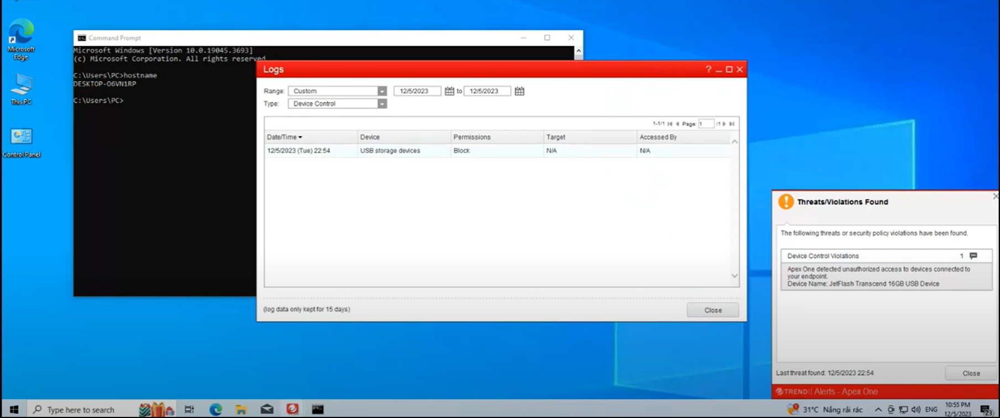 Microsoft
Edge
This PC
Control Panel
Command Prompt
Microsoft Windows [Version 10.0.19045.3693]
(c) Microsoft Corporation. All rights reserved
C:\Users\PC>hostname
DESKTOP-O6VN1RP
C:\Users\PC>
Logs
Range: Custom 12/5/2023 to 12/5/2023
Type: Device Control
1-1/1 Page: 1 /1
Date/Time Device Permissions Target Accessed By
12/5/2023 (Tue) 22:54 USB storage devices Block N/A N/A
(log data only kept for 15 days) Close
Threats/Violations Found
The following threats or security policy violations have been found.
Device Control Violations 1
Apex One detected unauthorized access to devices connected to
your endpoint.
Device Name: JetFlash Transcend 16GB USB Device
Last threat found: 12/5/2023 22:54 Close
TREND | Alerts - Apex One
Type here to search
31°C Nắng rải rác ENG 10:55 PM
12/5/2023 23